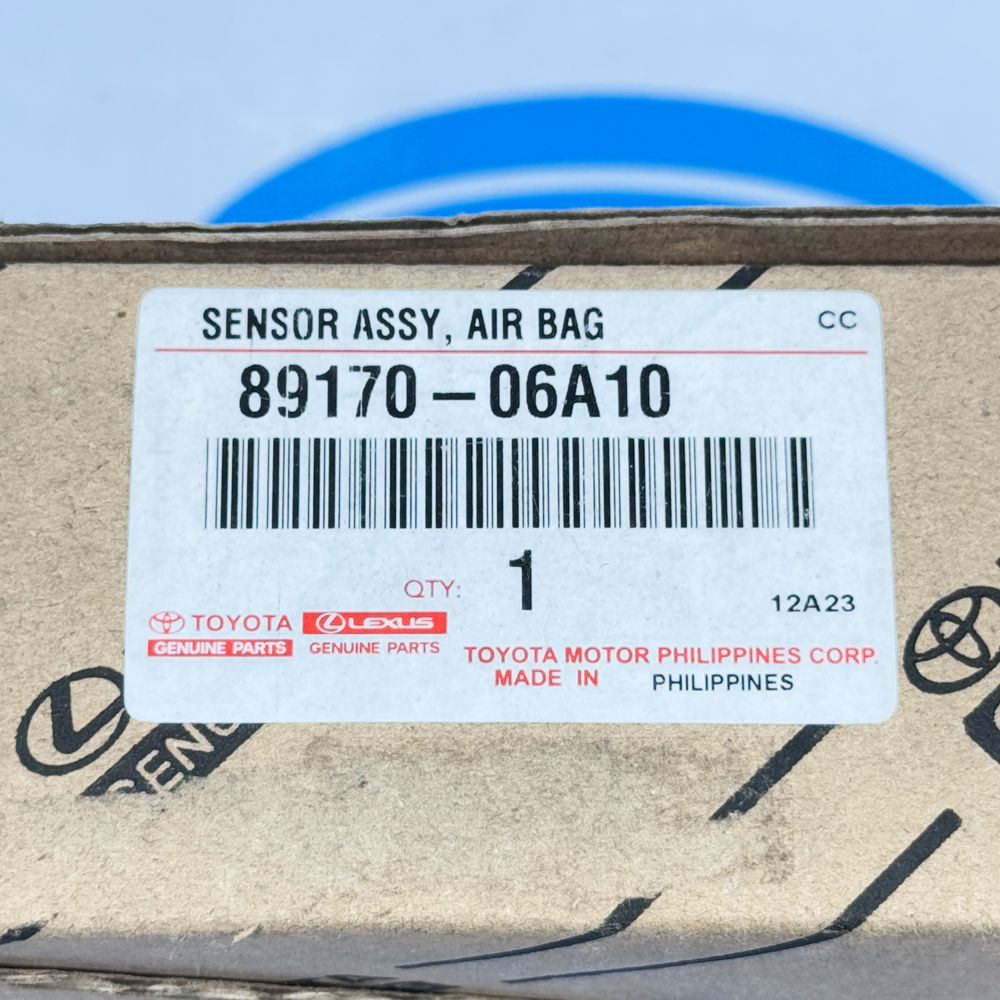 SENSOR ASSY, AIR BAG
CC
89170-06A10
QTY: 1
12A23
TOYOTA LEXUS
GENUINE PARTS GENUINE PARTS
TOYOTA MOTOR PHILIPPINES CORP.
MADE IN PHILIPPINES